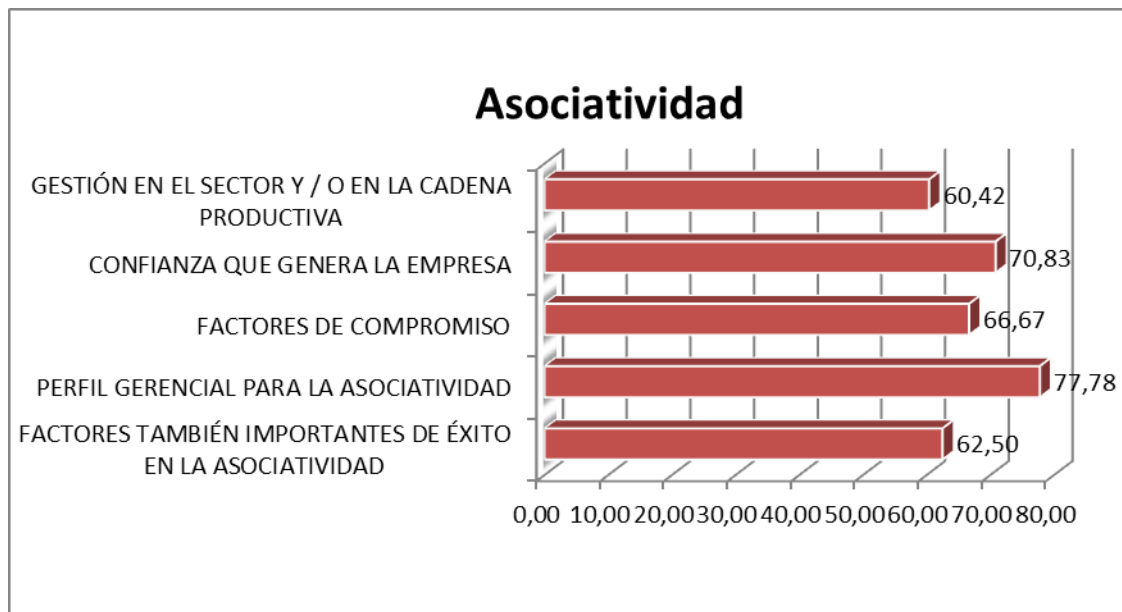 Asociatividad
GESTIÓN EN EL SECTOR Y / O EN LA CADENA
PRODUCTIVA
60,42
CONFIANZA QUE GENERA LA EMPRESA
70,83
FACTORES DE COMPROMISO
66,67
PERFIL GERENCIAL PARA LA ASOCIATIVIDAD
77,78
FACTORES TAMBIÉN IMPORTANTES DE ÉXITO
EN LA ASOCIATIVIDAD
62,50
0,00 10,00 20,00 30,00 40,00 50,00 60,00 70,00 80,00